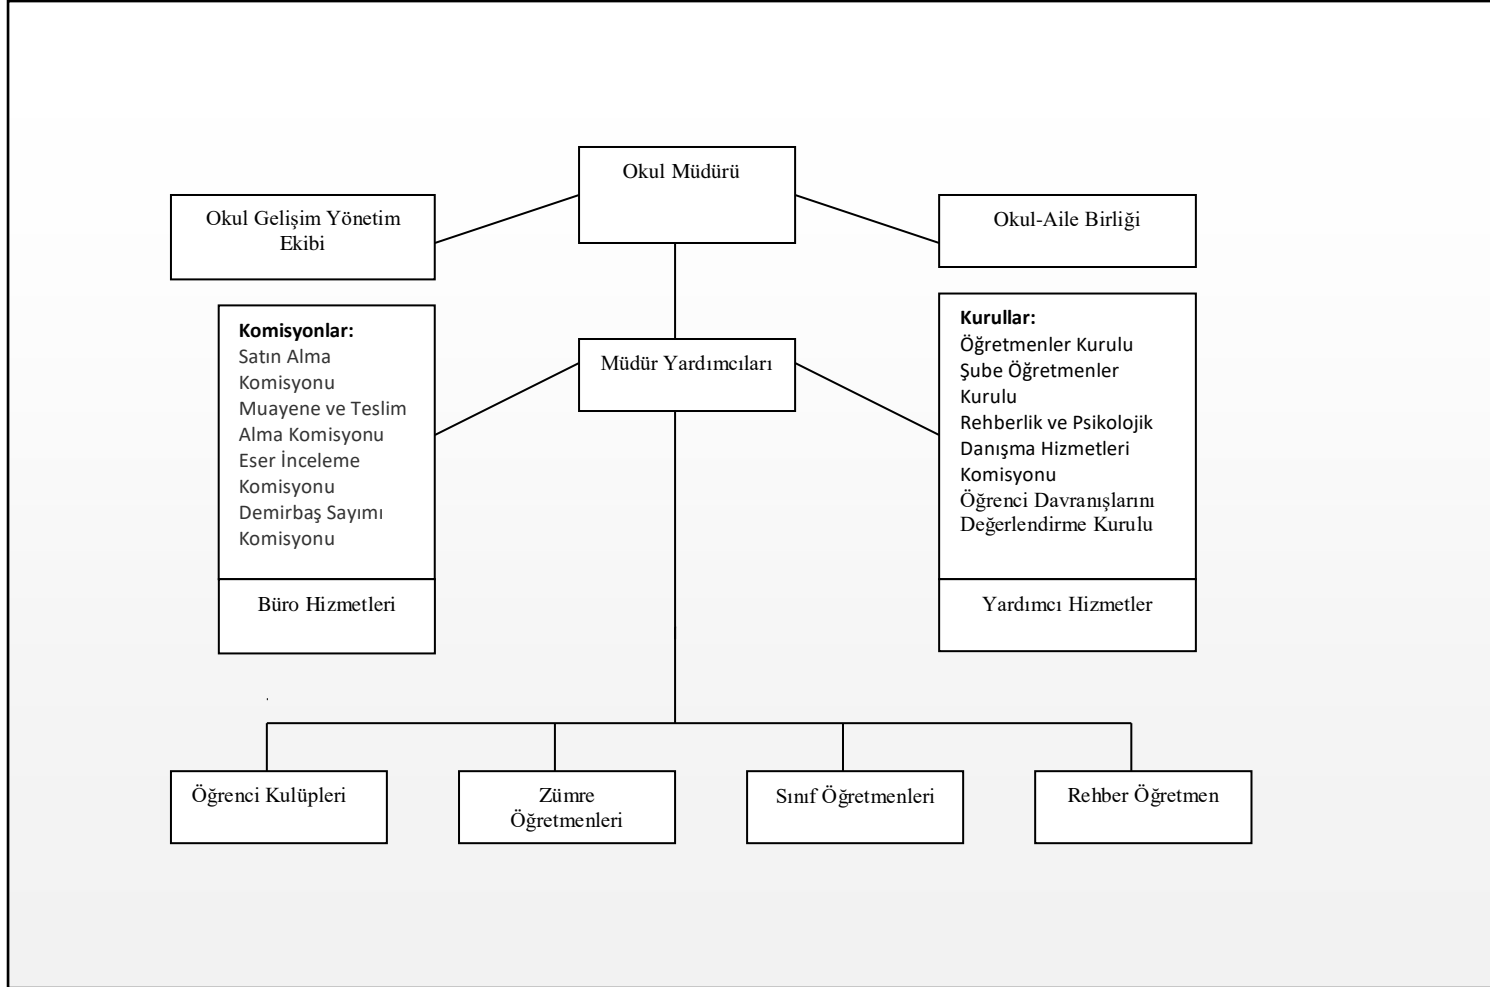 Okul Müdürü
Okul Gelişim Yönetim
Ekibi
Okul-Aile Birliği
Komisyonlar:
Satın Alma
Komisyonu
Muayene ve Teslim
Alma Komisyonu
Eser İnceleme
Komisyonu
Demirbaş Sayımı
Komisyonu
Müdür Yardımcıları
Kurullar:
Öğretmenler Kurulu
Şube Öğretmenler
Kurulu
Rehberlik ve Psikolojik
Danışma Hizmetleri
Komisyonu
Öğrenci Davranışlarını
Değerlendirme Kurulu
Büro Hizmetleri
Yardımcı Hizmetler
Öğrenci Kulüpleri
Zümre
Öğretmenleri
Sınıf Öğretmenleri
Rehber Öğretmen